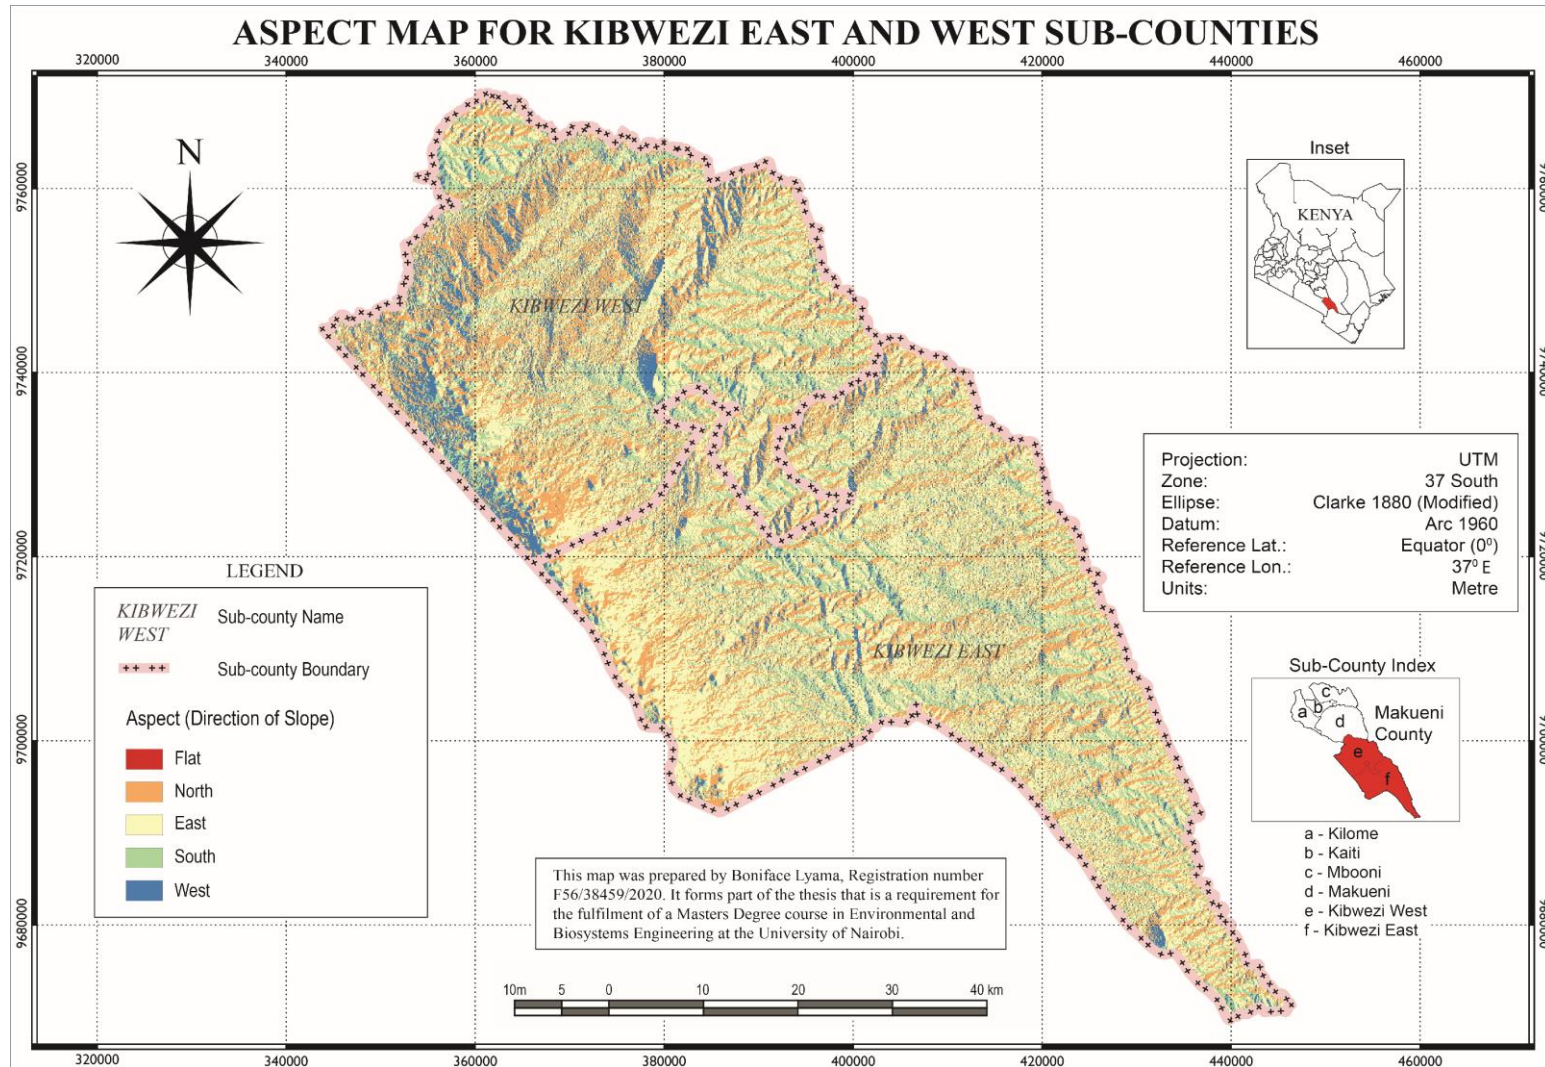 ASPECT MAP FOR KIBWEZI EAST AND WEST SUB-COUNTIES
320000 340000 360000 380000 400000 420000 440000 460000
9760000
9740000
9720000
9700000
9680000
N
KIBWEZI WEST
KIBWEZI EAST
Inset
KENYA
Projection: UTM
Zone: 37 South
Ellipse: Clarke 1880 (Modified)
Datum: Arc 1960
Reference Lat.: Equator (0⁰)
Reference Lon.: 37⁰ E
Units: Metre
LEGEND
KIBWEZI
WEST
Sub-county Name
Sub-county Boundary
Aspect (Direction of Slope)
Flat
North
East
South
West
Sub-County Index
c
b
a
d
e
f
Makueni
County
a - Kilome
b - Kaiti
c - Mbooni
d - Makueni
e - Kibwezi West
f - Kibwezi East
This map was prepared by Boniface Lyama, Registration number
F56/38459/2020. It forms part of the thesis that is a requirement for
the fulfilment of a Masters Degree course in Environmental and
Biosystems Engineering at the University of Nairobi.
10m 5 0 10 20 30 40 km
320000 340000 360000 380000 400000 420000 440000 460000